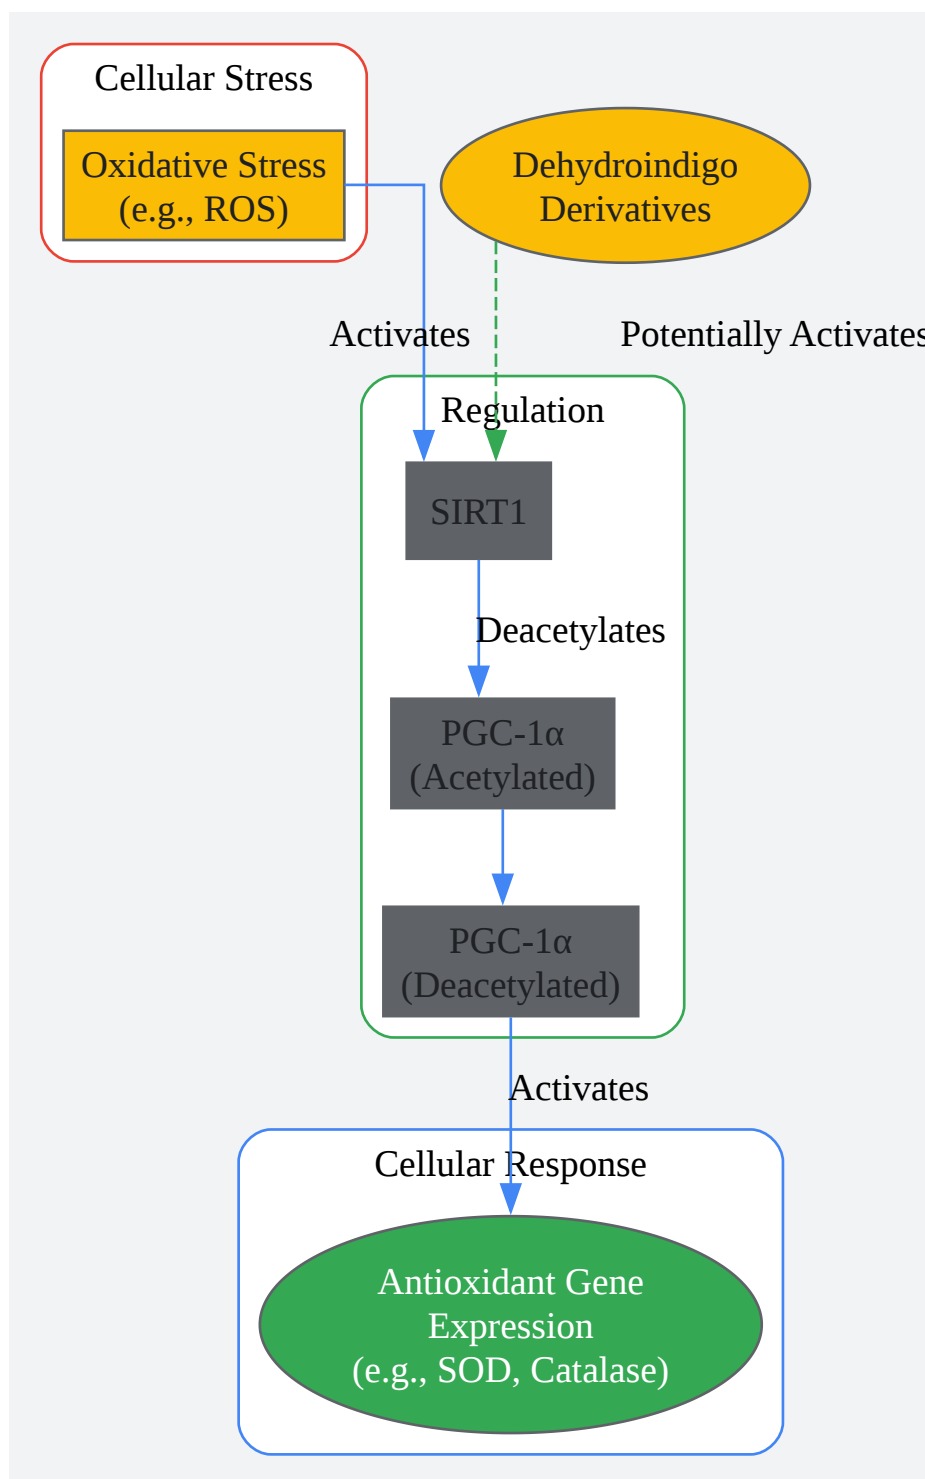 Cellular Stress
Oxidative Stress
(e.g., ROS)
Dehydroindigo
Derivatives
Activates
Potentially Activates
Regulation
SIRT1
Deacetylates
PGC-1α
(Acetylated)
PGC-1α
(Deacetylated)
Activates
Cellular Response
Antioxidant Gene
Expression
(e.g., SOD, Catalase)